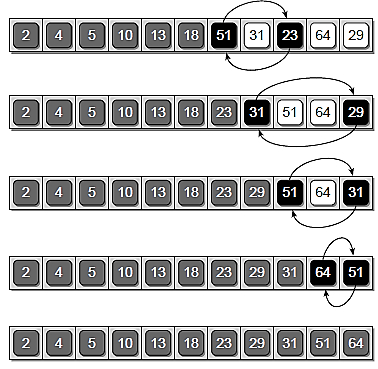 2 4 5 10 13 18 51 31 23 64 29
2 4 5 10 13 18 23 31 51 64 29
2 4 5 10 13 18 23 29 51 64 31
2 4 5 10 13 18 23 29 31 64 51
2 4 5 10 13 18 23 29 31 51 64